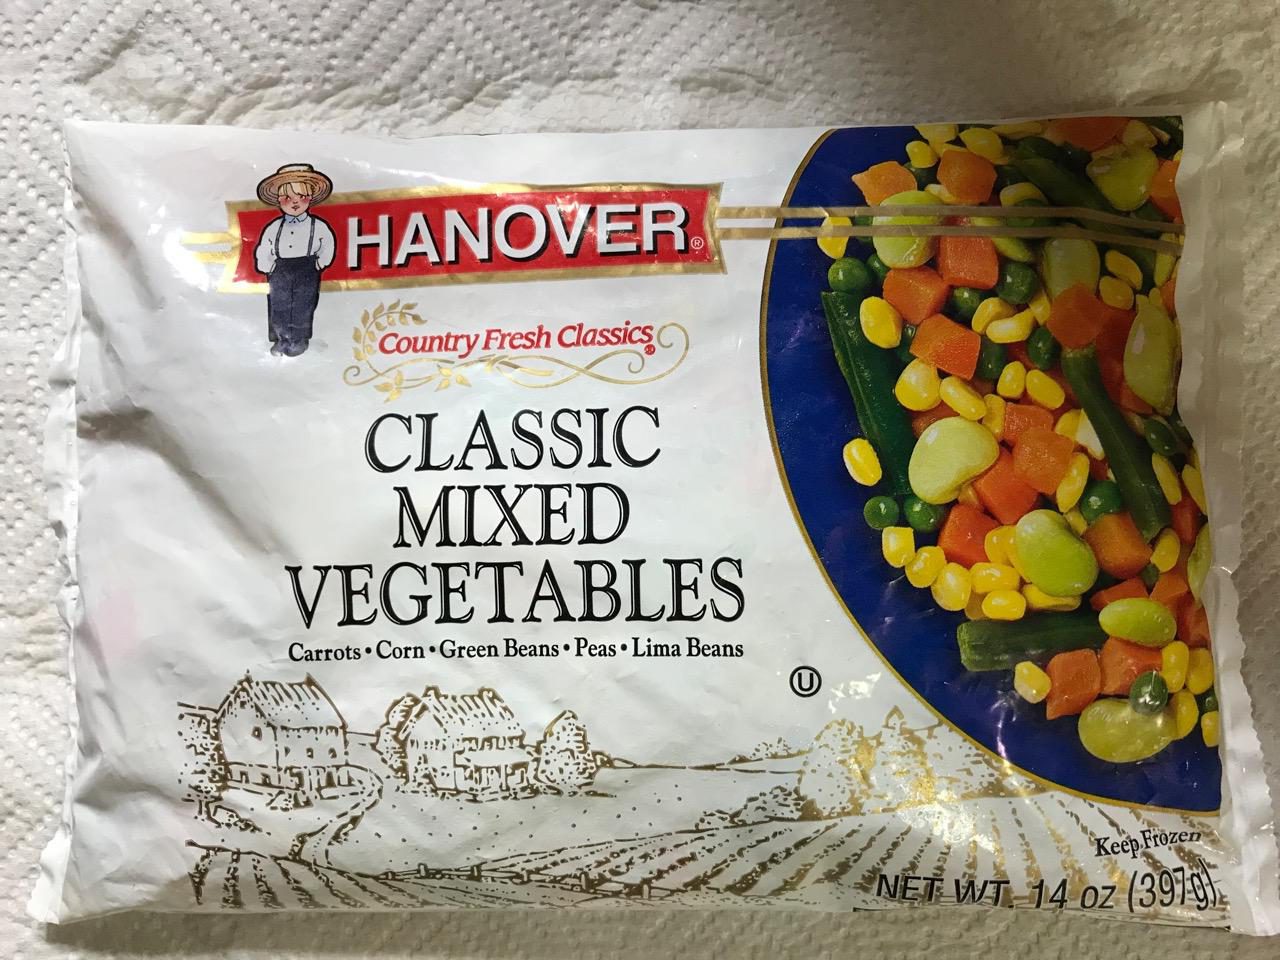 HANOVER®
Country Fresh Classics®
CLASSIC
MIXED
VEGETABLES
Carrots • Corn • Green Beans • Peas • Lima Beans
U
Keep Frozen
NET WT. 14 oz (397g)